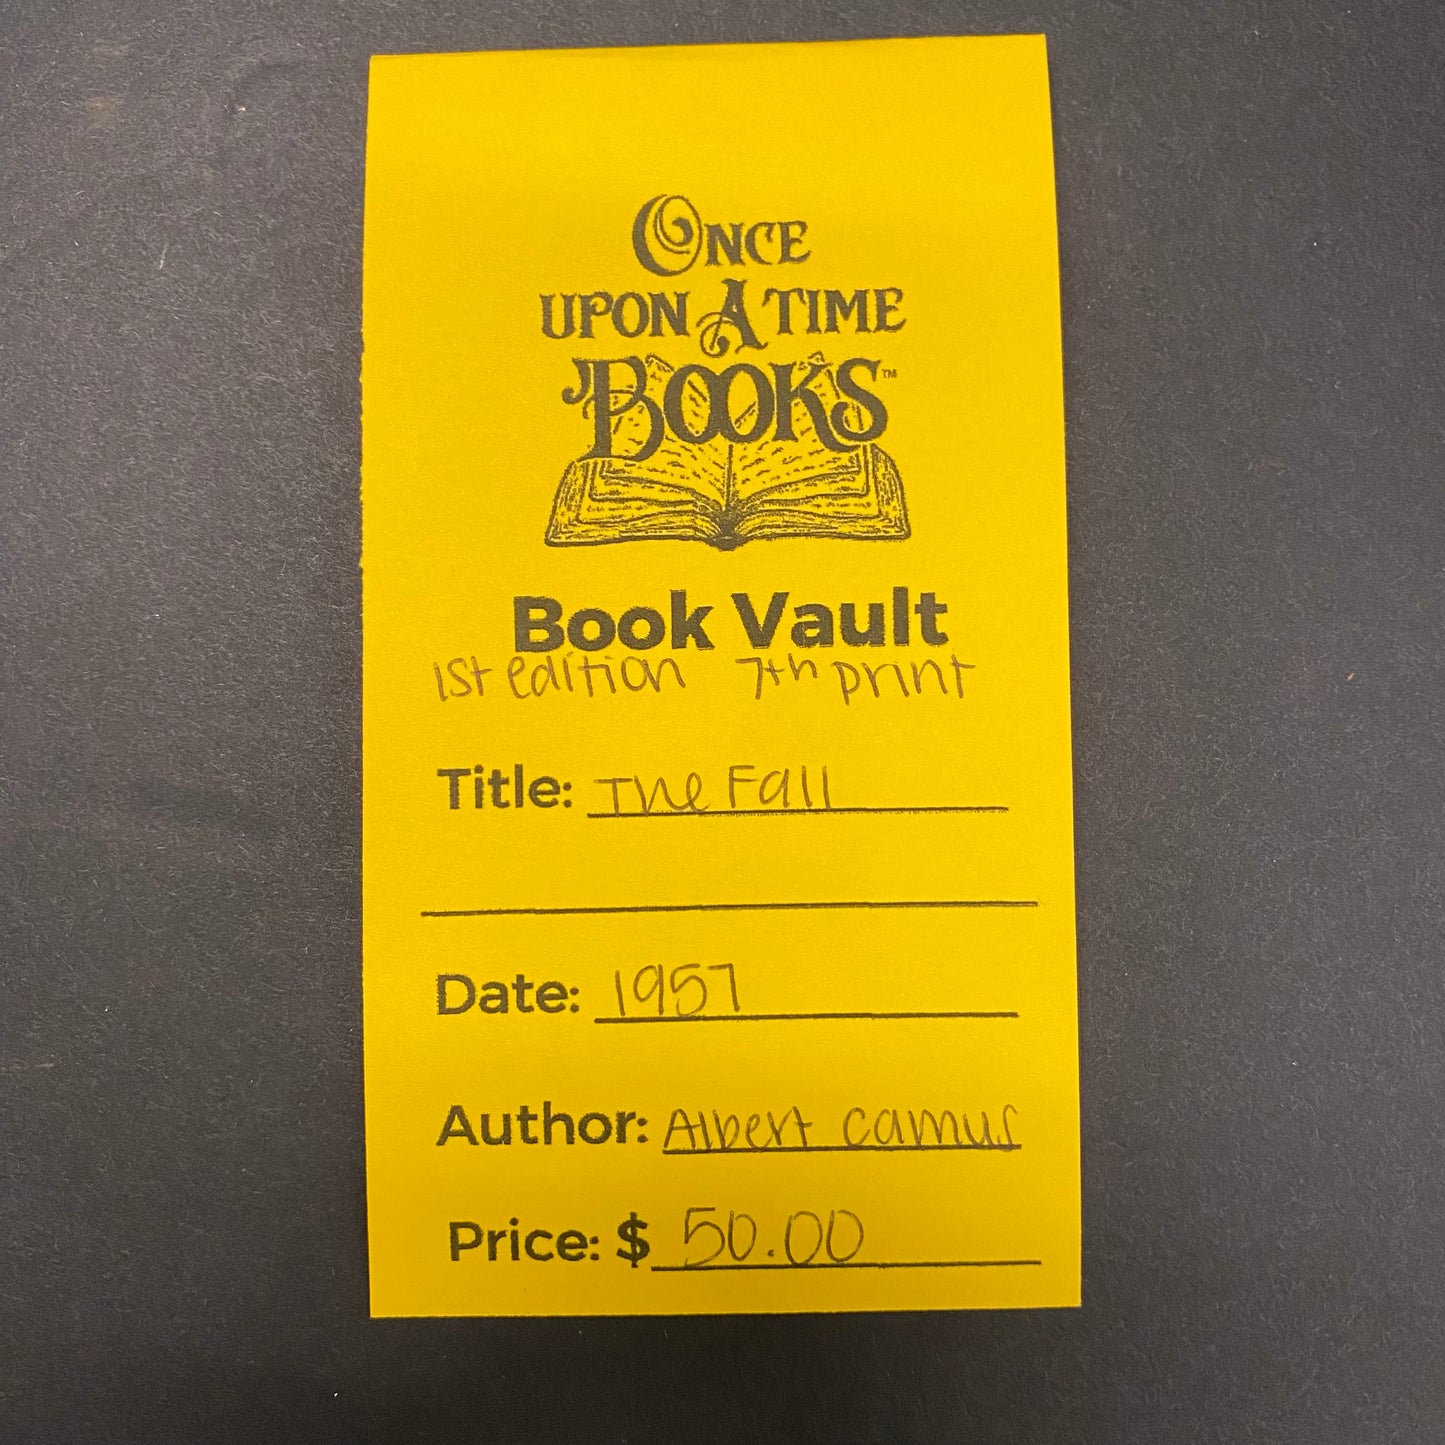 ONCE
UPON A TIME
BOOKS™
Book Vault
1st edition 7th print
Title: The Fall
Date: 1957
Author: Albert Camus
Price: $ 50.00